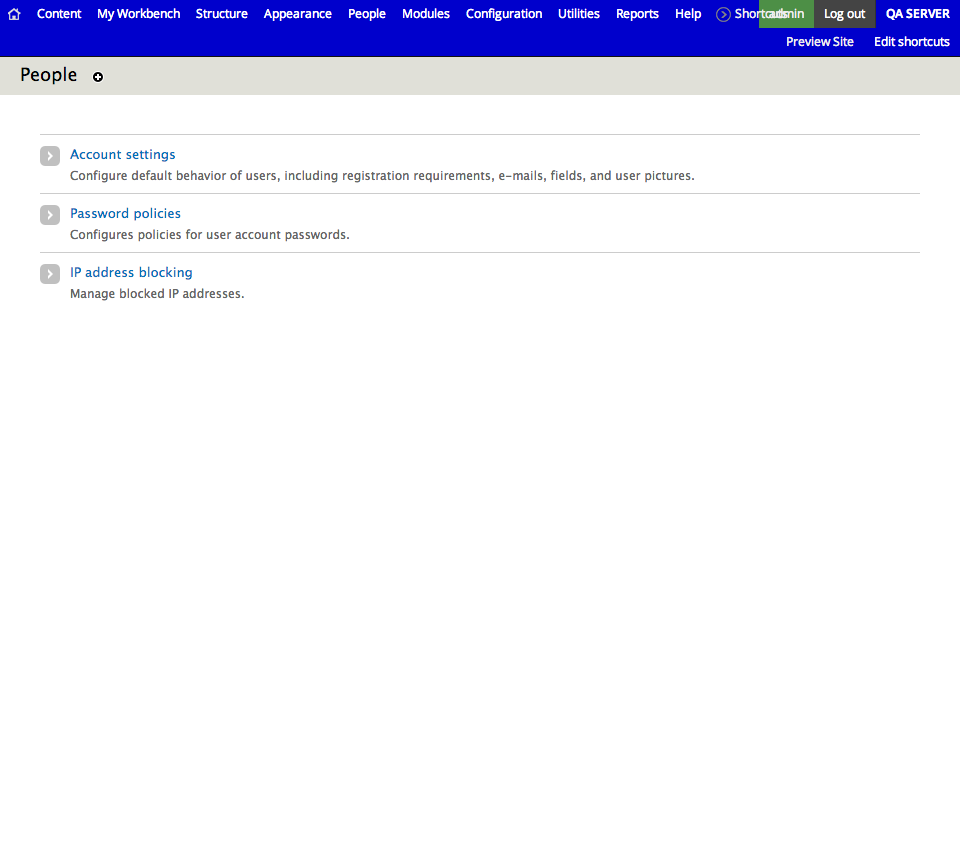 Content My Workbench Structure Appearance People Modules Configuration Utilities Reports Help Shortcuts admin Log out QA SERVER
Preview Site Edit shortcuts
People
Account settings
Configure default behavior of users, including registration requirements, e-mails, fields, and user pictures.
Password policies
Configures policies for user account passwords.
IP address blocking
Manage blocked IP addresses.